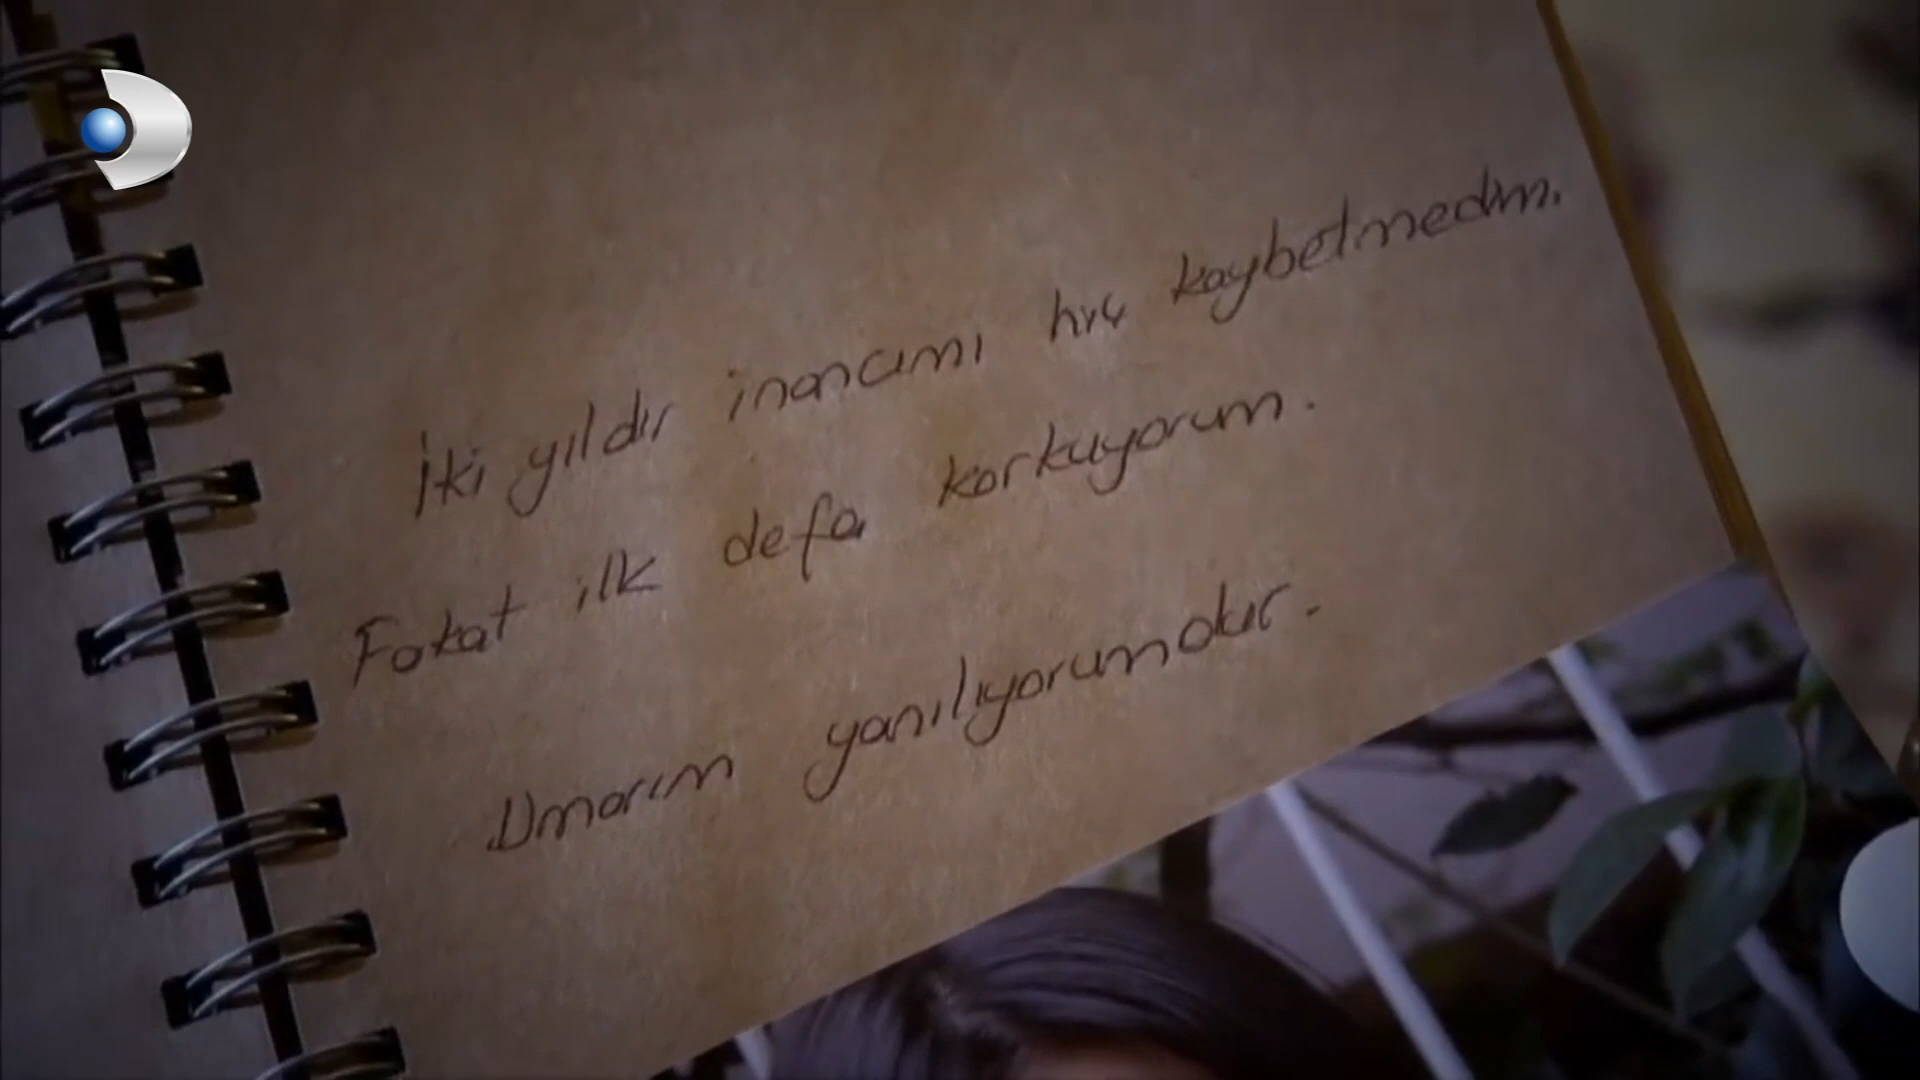 İki yıldır inancımı hiç kaybetmedim.
Fakat ilk defa korkuyorum.
Umarım yanılıyorumdur.